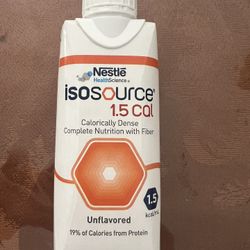 Nestlé
HealthScience®
isosource®
1.5 cal
Calorically Dense
Complete Nutrition with Fiber
1.5
kcal/mL
Unflavored
19% of Calories from Protein